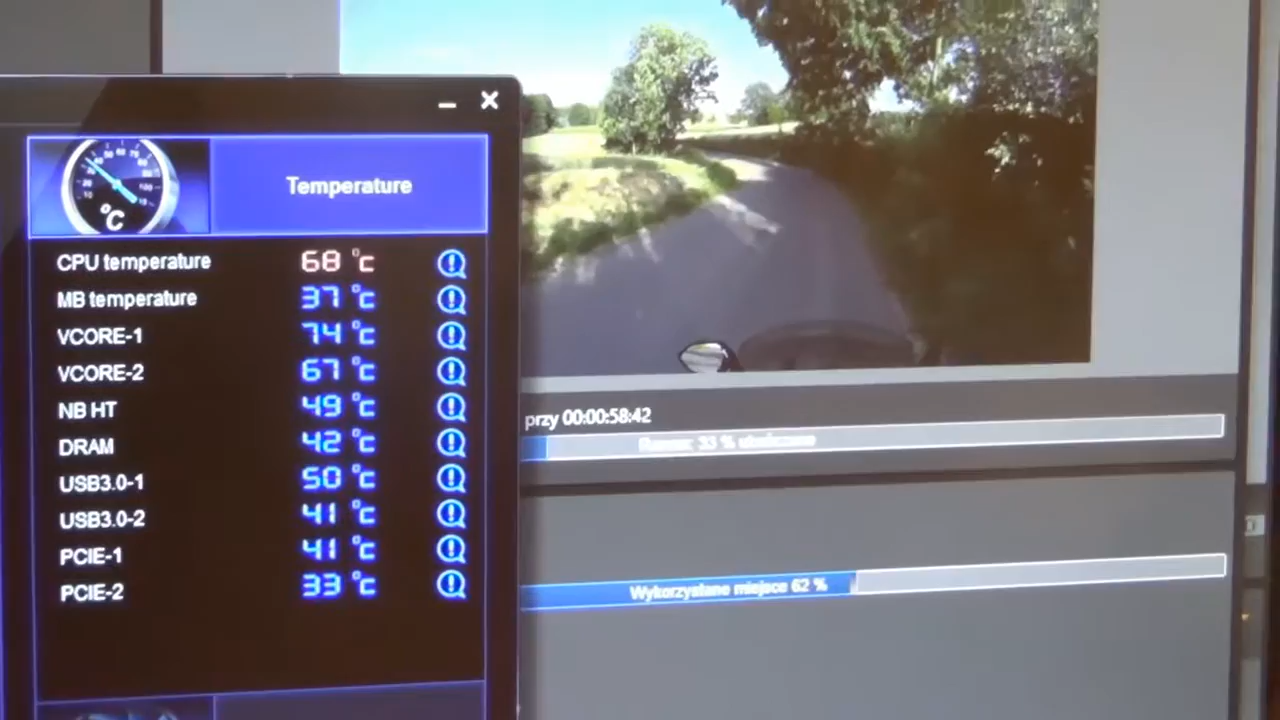 Temperature
°C
CPU temperature 68 °C
MB temperature 37 °C
VCORE-1 74 °C
VCORE-2 67 °C
NB HT 49 °C
DRAM 42 °C
USB3.0-1 50 °C
USB3.0-2 41 °C
PCIE-1 41 °C
PCIE-2 33 °C
przy 00:00:58:42
33 % ukończono
Wykorzystane miejsce 62 %